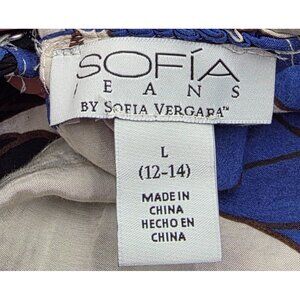 SOFÍA
JEANS
BY SOFIA VERGARA™
L
(12-14)
MADE IN
CHINA
HECHO EN
CHINA